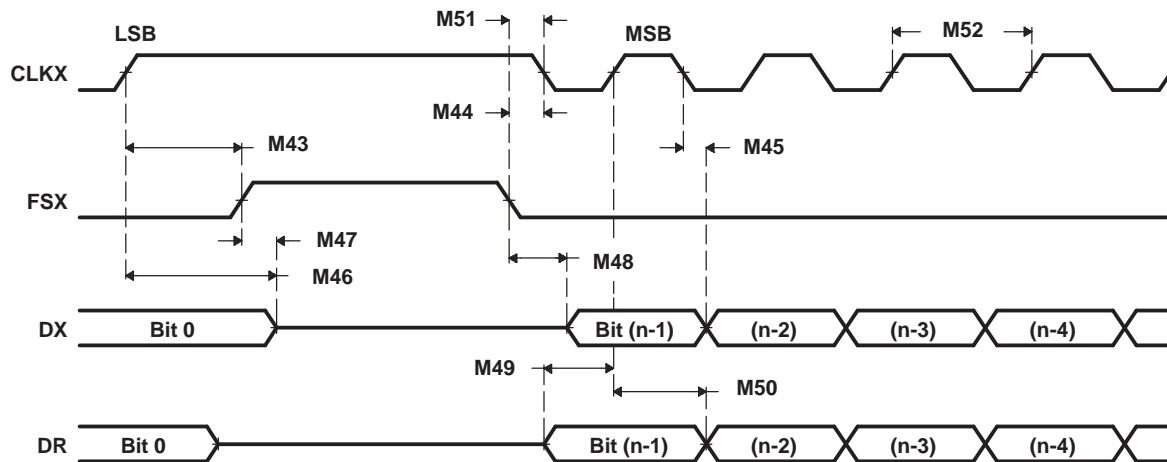 M51
LSB
MSB
M52
CLKX
M44
M45
M43
FSX
M47
M48
M46
DX
Bit 0
Bit (n-1)
(n-2)
(n-3)
(n-4)
M49
M50
DR
Bit 0
Bit (n-1)
(n-2)
(n-3)
(n-4)